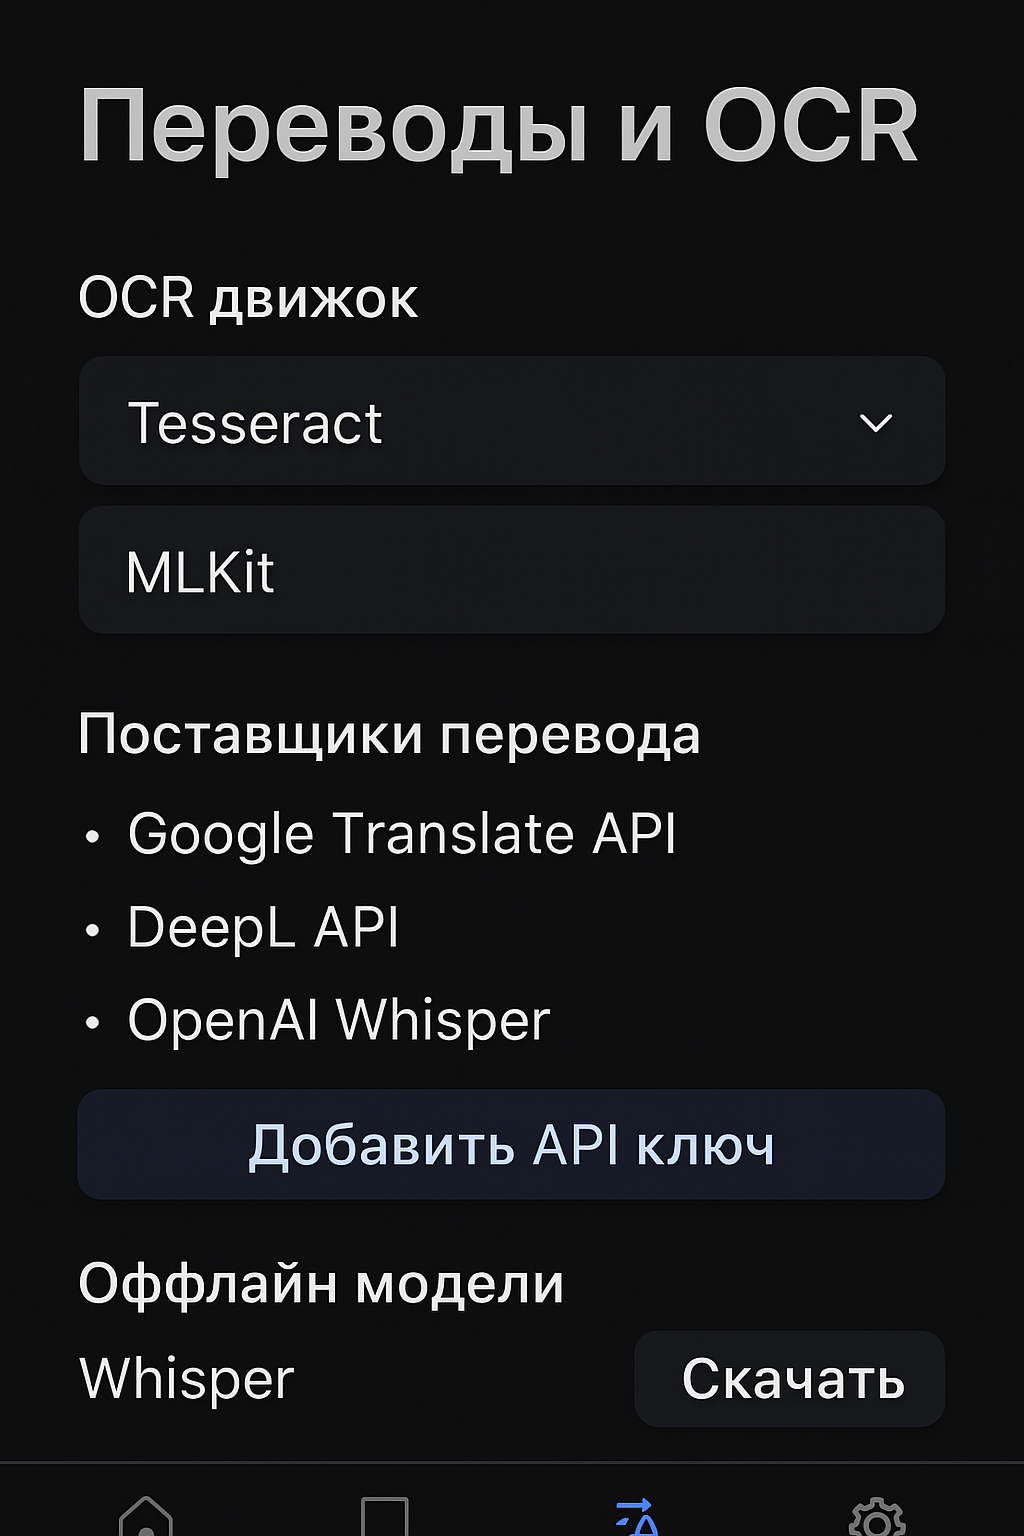 Переводы и OCR
OCR движок
Tesseract
MLKit
Поставщики перевода
• Google Translate API
• DeepL API
• OpenAI Whisper
Добавить API ключ
Оффлайн модели
Whisper
Скачать